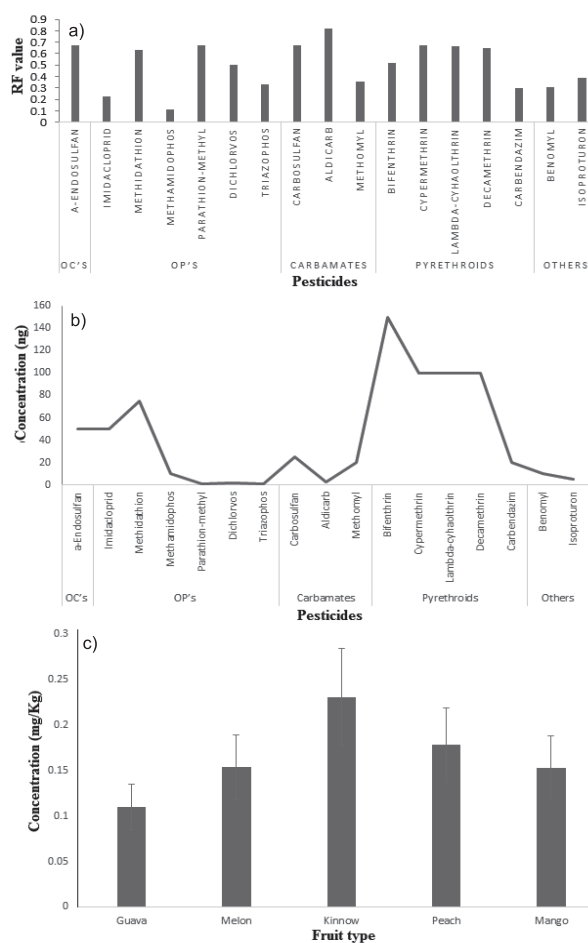 a)
RF value
0.9
0.8
0.7
0.6
0.5
0.4
0.3
0.2
0.1
0
A-ENDOSULFAN
IMIDACLOPRID
METHIDATHION
METHAMIDOPHOS
PARATHION-METHYL
DICHLORVOS
TRIAZOPHOS
CARBOSULFAN
ALDICARB
METHOMYL
BIFENTHRIN
CYPERMETHRIN
LAMBDA-CYHAOLTHRIN
DECAMETHRIN
CARBENDAZIM
BENOMYL
ISOPROTURON
OC'S
OP'S
CARBAMATES
PYRETHROIDS
OTHERS
Pesticides
b)
Concentration (ng)
160
140
120
100
80
60
40
20
0
a-Endosulfan
Imidacloprid
Methidathion
Methamidophos
Parathion-methyl
Dichlorvos
Triazophos
Carbosulfan
Aldicarb
Methomyl
Bifenthrin
Cypermethrin
Lambda-cyhaolthrin
Decamethrin
Carbendazim
Benomyl
Isoproturon
OC's
OP's
Carbamates
Pyrethroids
Others
Pesticides
c)
Concentration (mg/Kg)
0.3
0.25
0.2
0.15
0.1
0.05
0
Guava
Melon
Kinnow
Peach
Mango
Fruit type